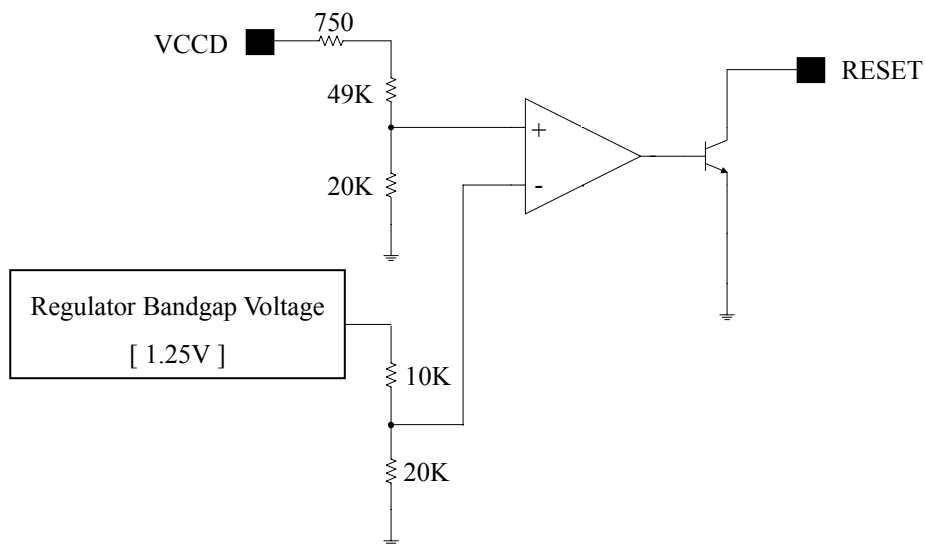 750
VCCD
RESET
49K
+
20K
-
Regulator Bandgap Voltage
[ 1.25V ]
10K
20K